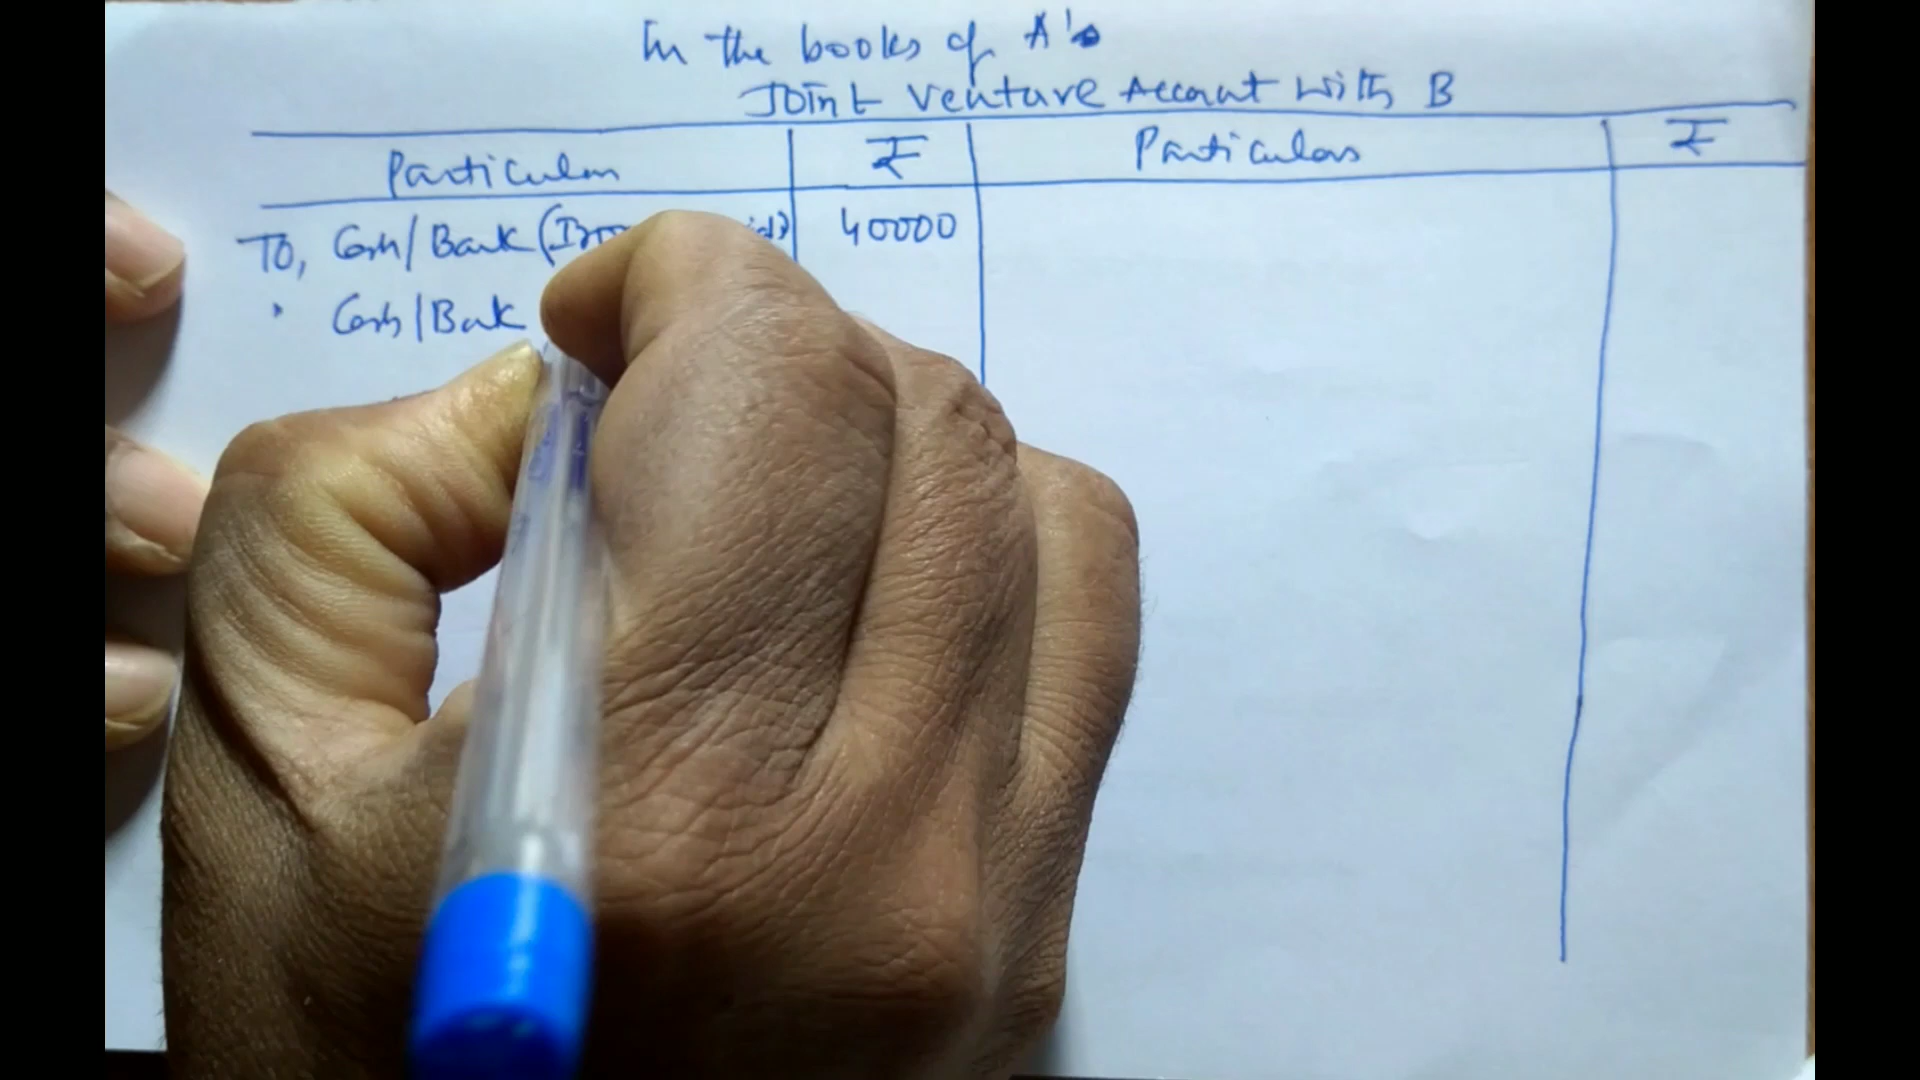 In the books of A's
Joint Venture Account with B
Particulars ₹ Particulars ₹
To, Cash/Bank ( 40000
" Cash/Bank